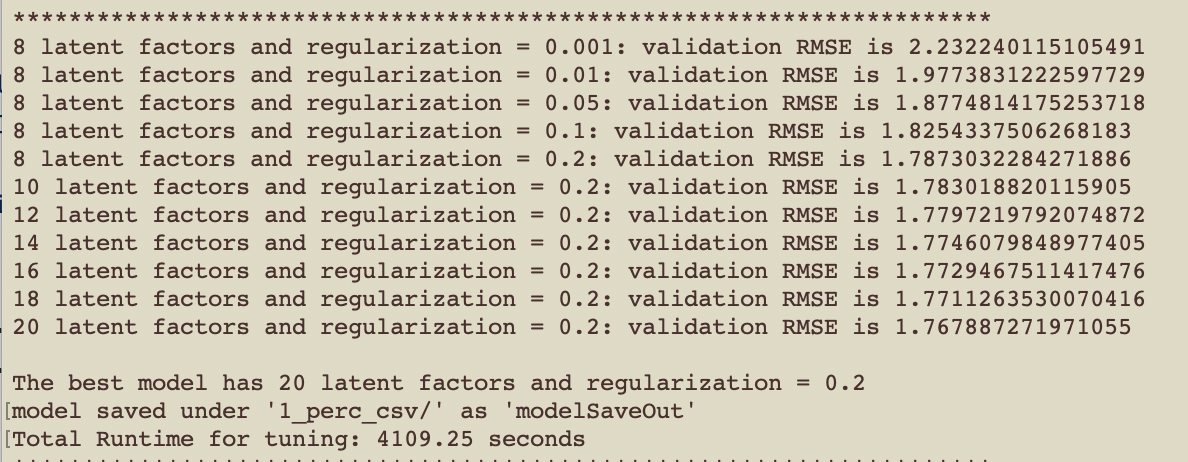 **********************************************************************
8 latent factors and regularization = 0.001: validation RMSE is 2.232240115105491
8 latent factors and regularization = 0.01: validation RMSE is 1.9773831222597729
8 latent factors and regularization = 0.05: validation RMSE is 1.8774814175253718
8 latent factors and regularization = 0.1: validation RMSE is 1.8254337506268183
8 latent factors and regularization = 0.2: validation RMSE is 1.7873032284271886
10 latent factors and regularization = 0.2: validation RMSE is 1.783018820115905
12 latent factors and regularization = 0.2: validation RMSE is 1.7797219792074872
14 latent factors and regularization = 0.2: validation RMSE is 1.7746079848977405
16 latent factors and regularization = 0.2: validation RMSE is 1.7729467511417476
18 latent factors and regularization = 0.2: validation RMSE is 1.7711263530070416
20 latent factors and regularization = 0.2: validation RMSE is 1.767887271971055
The best model has 20 latent factors and regularization = 0.2
[model saved under '1_perc_csv/' as 'modelSaveOut'
[Total Runtime for tuning: 4109.25 seconds